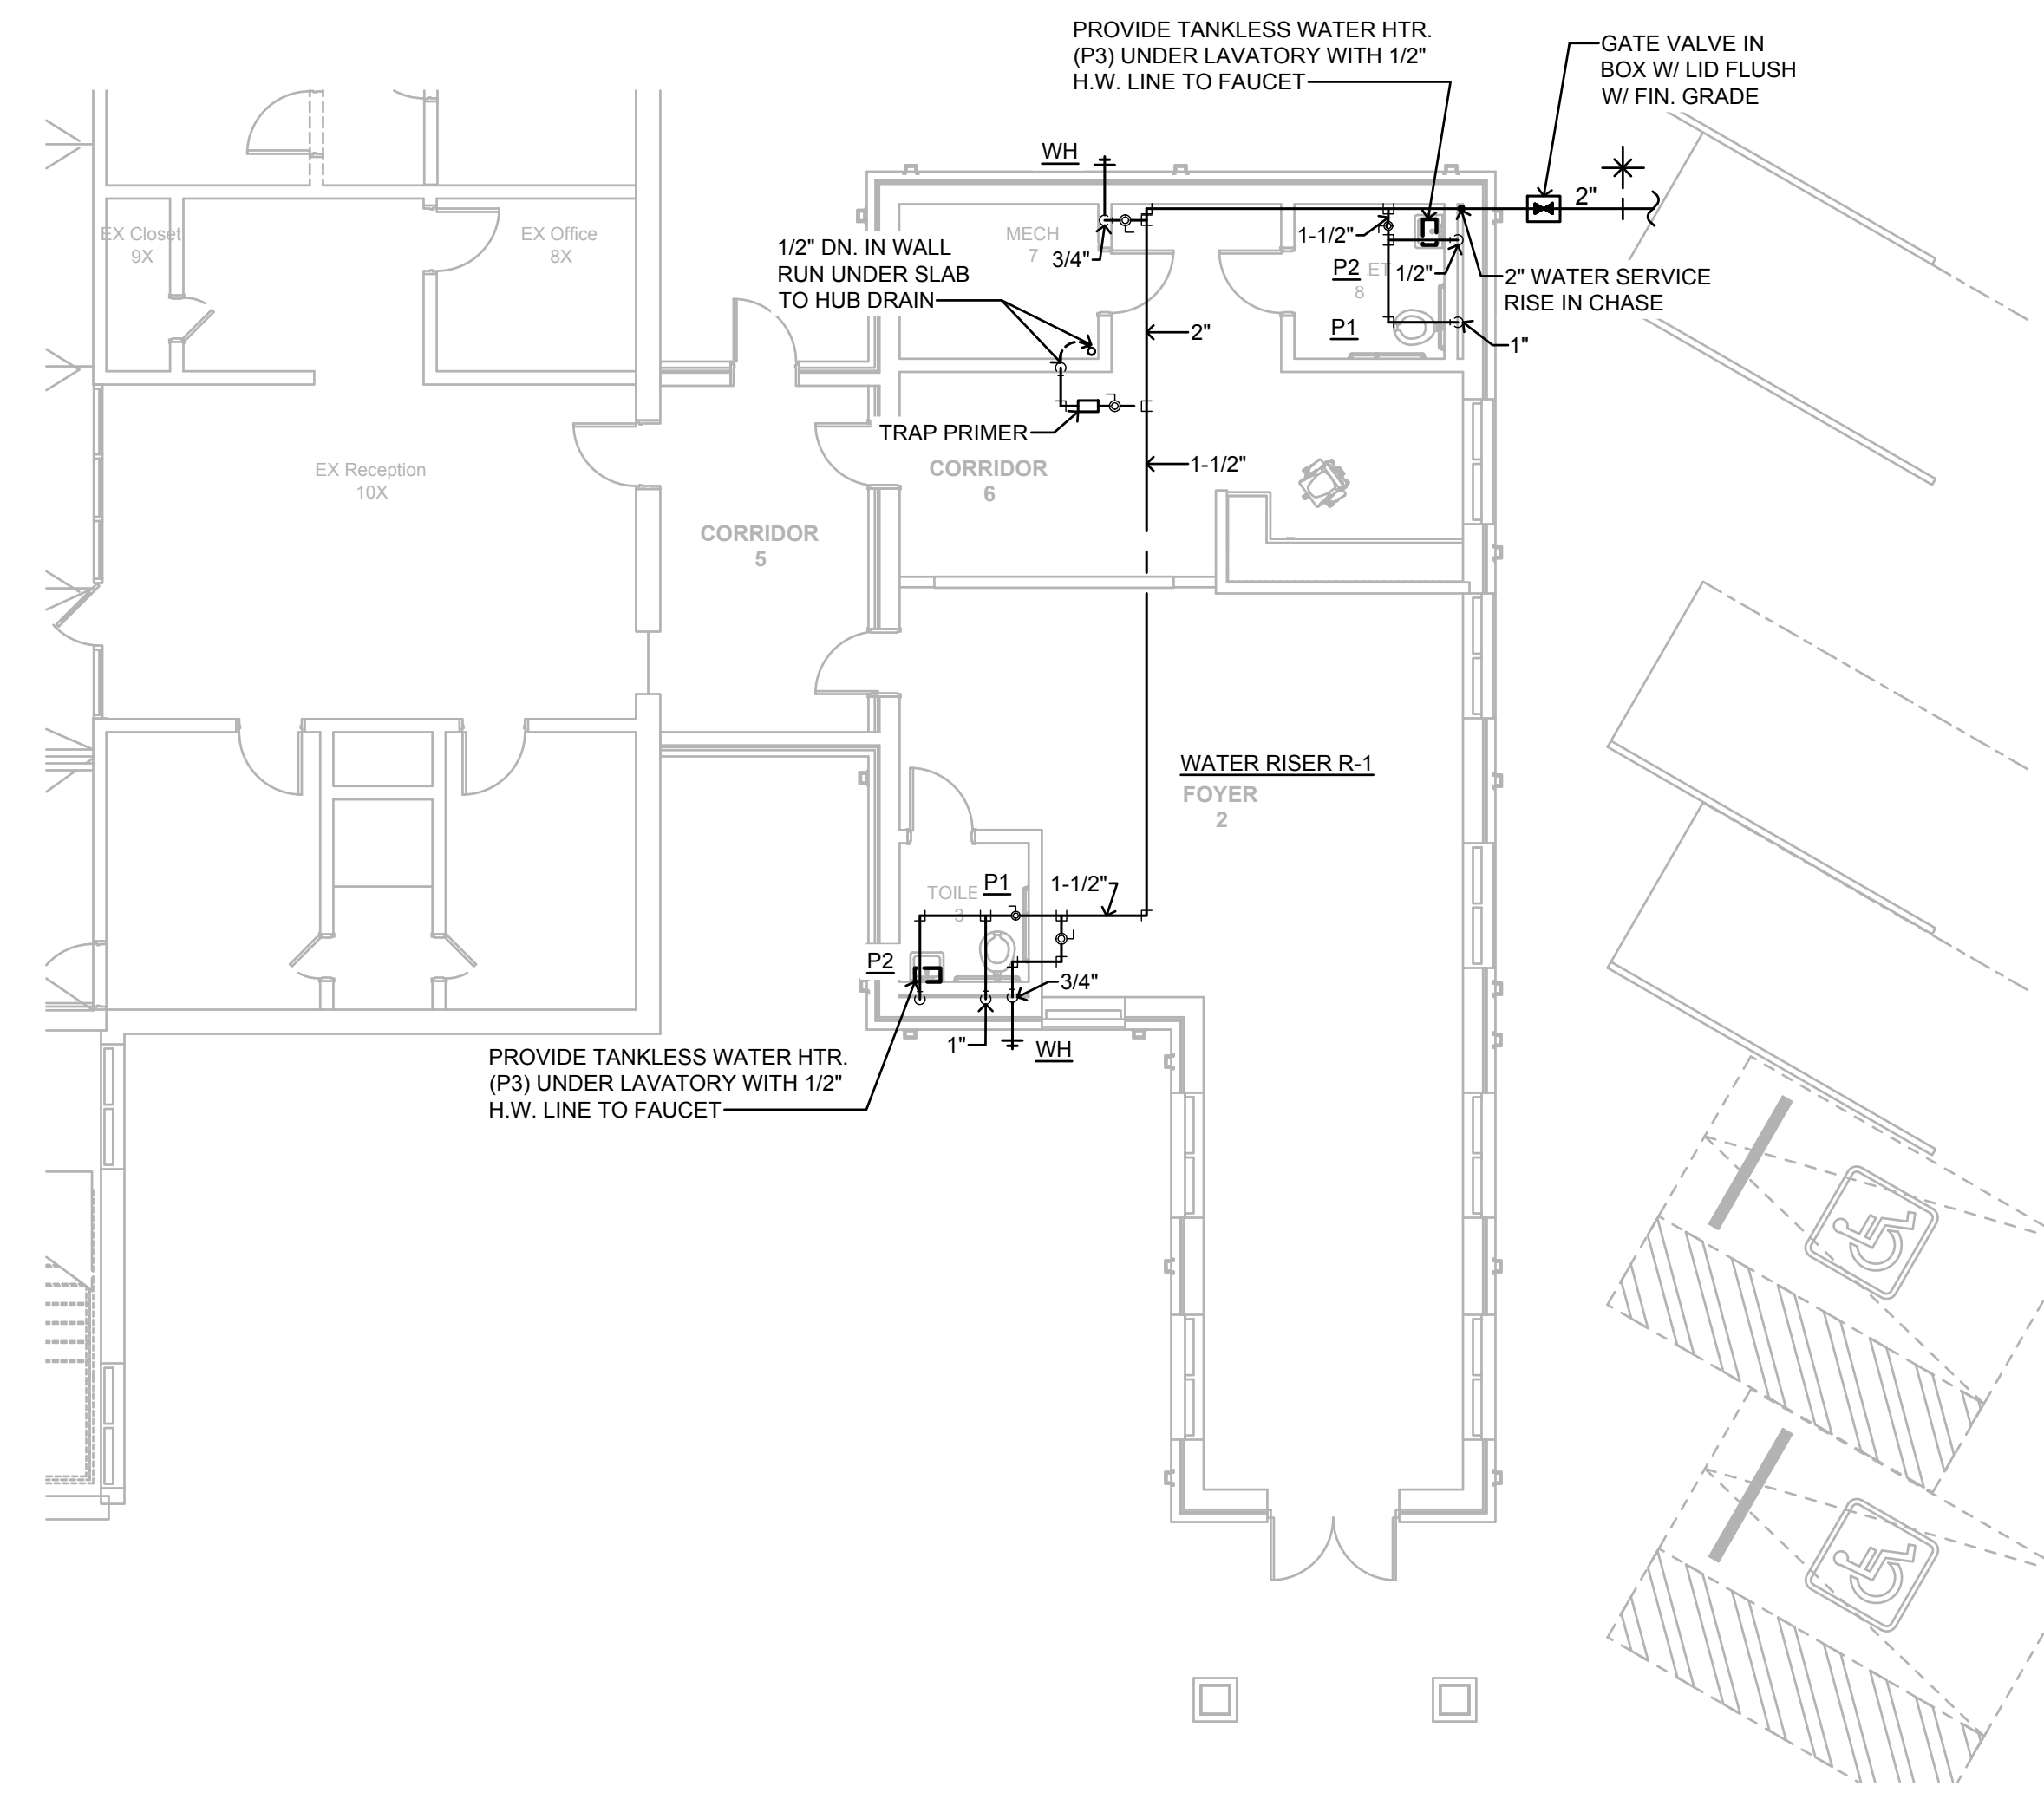 PROVIDE TANKLESS WATER HTR.
(P3) UNDER LAVATORY WITH 1/2"
H.W. LINE TO FAUCET
GATE VALVE IN
BOX W/ LID FLUSH
W/ FIN. GRADE
WH
2"
EX Closet
9X
EX Office
8X
1/2" DN. IN WALL
RUN UNDER SLAB
TO HUB DRAIN
MECH
7
3/4"
1-1/2"
P2
ET
8
1/2"
2" WATER SERVICE
RISE IN CHASE
P1
1"
2"
TRAP PRIMER
CORRIDOR
6
1-1/2"
EX Reception
10X
CORRIDOR
5
WATER RISER R-1
FOYER
2
TOILE
3
P1
1-1/2"
P2
3/4"
1"
WH
PROVIDE TANKLESS WATER HTR.
(P3) UNDER LAVATORY WITH 1/2"
H.W. LINE TO FAUCET